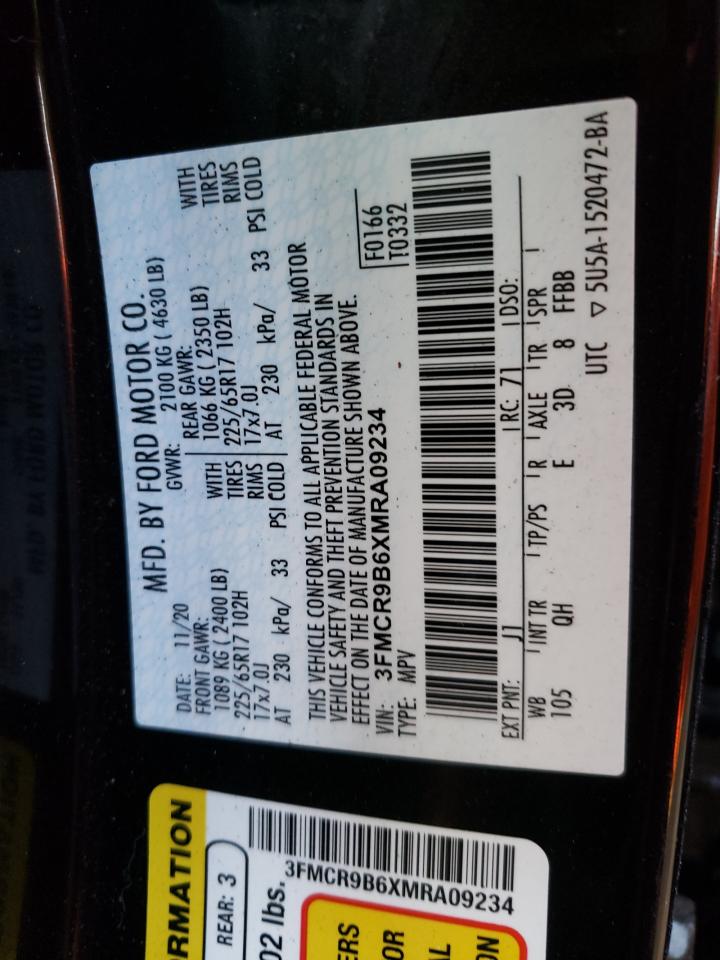 MFD. BY FORD MOTOR CO.
DATE: 11/20 GVWR: 2100 KG ( 4630 LB)
FRONT GAWR: REAR GAWR:
1089 KG ( 2400 LB) WITH 1066 KG ( 2350 LB) WITH
225/65R17 102H TIRES 225/65R17 102H TIRES
17x7.0J RIMS 17x7.0J RIMS
AT 230 kPa/ 33 PSI COLD AT 230 kPa/ 33 PSI COLD
THIS VEHICLE CONFORMS TO ALL APPLICABLE FEDERAL MOTOR
VEHICLE SAFETY AND THEFT PREVENTION STANDARDS IN
EFFECT ON THE DATE OF MANUFACTURE SHOWN ABOVE.
VIN: 3FMCR9B6XMRA09234 F0166
TYPE: MPV T0332
EXT PNT: J1 RC: 71 DSO:
WB INT TR TP/PS R AXLE TR SPR
105 QH E 3D 8 FFBB
UTC ▽ 5U5A-1520472-BA
RMATION
REAR: 3
02 lbs.
3FMCR9B6XMRA09234
ERS
OR
AL
ON